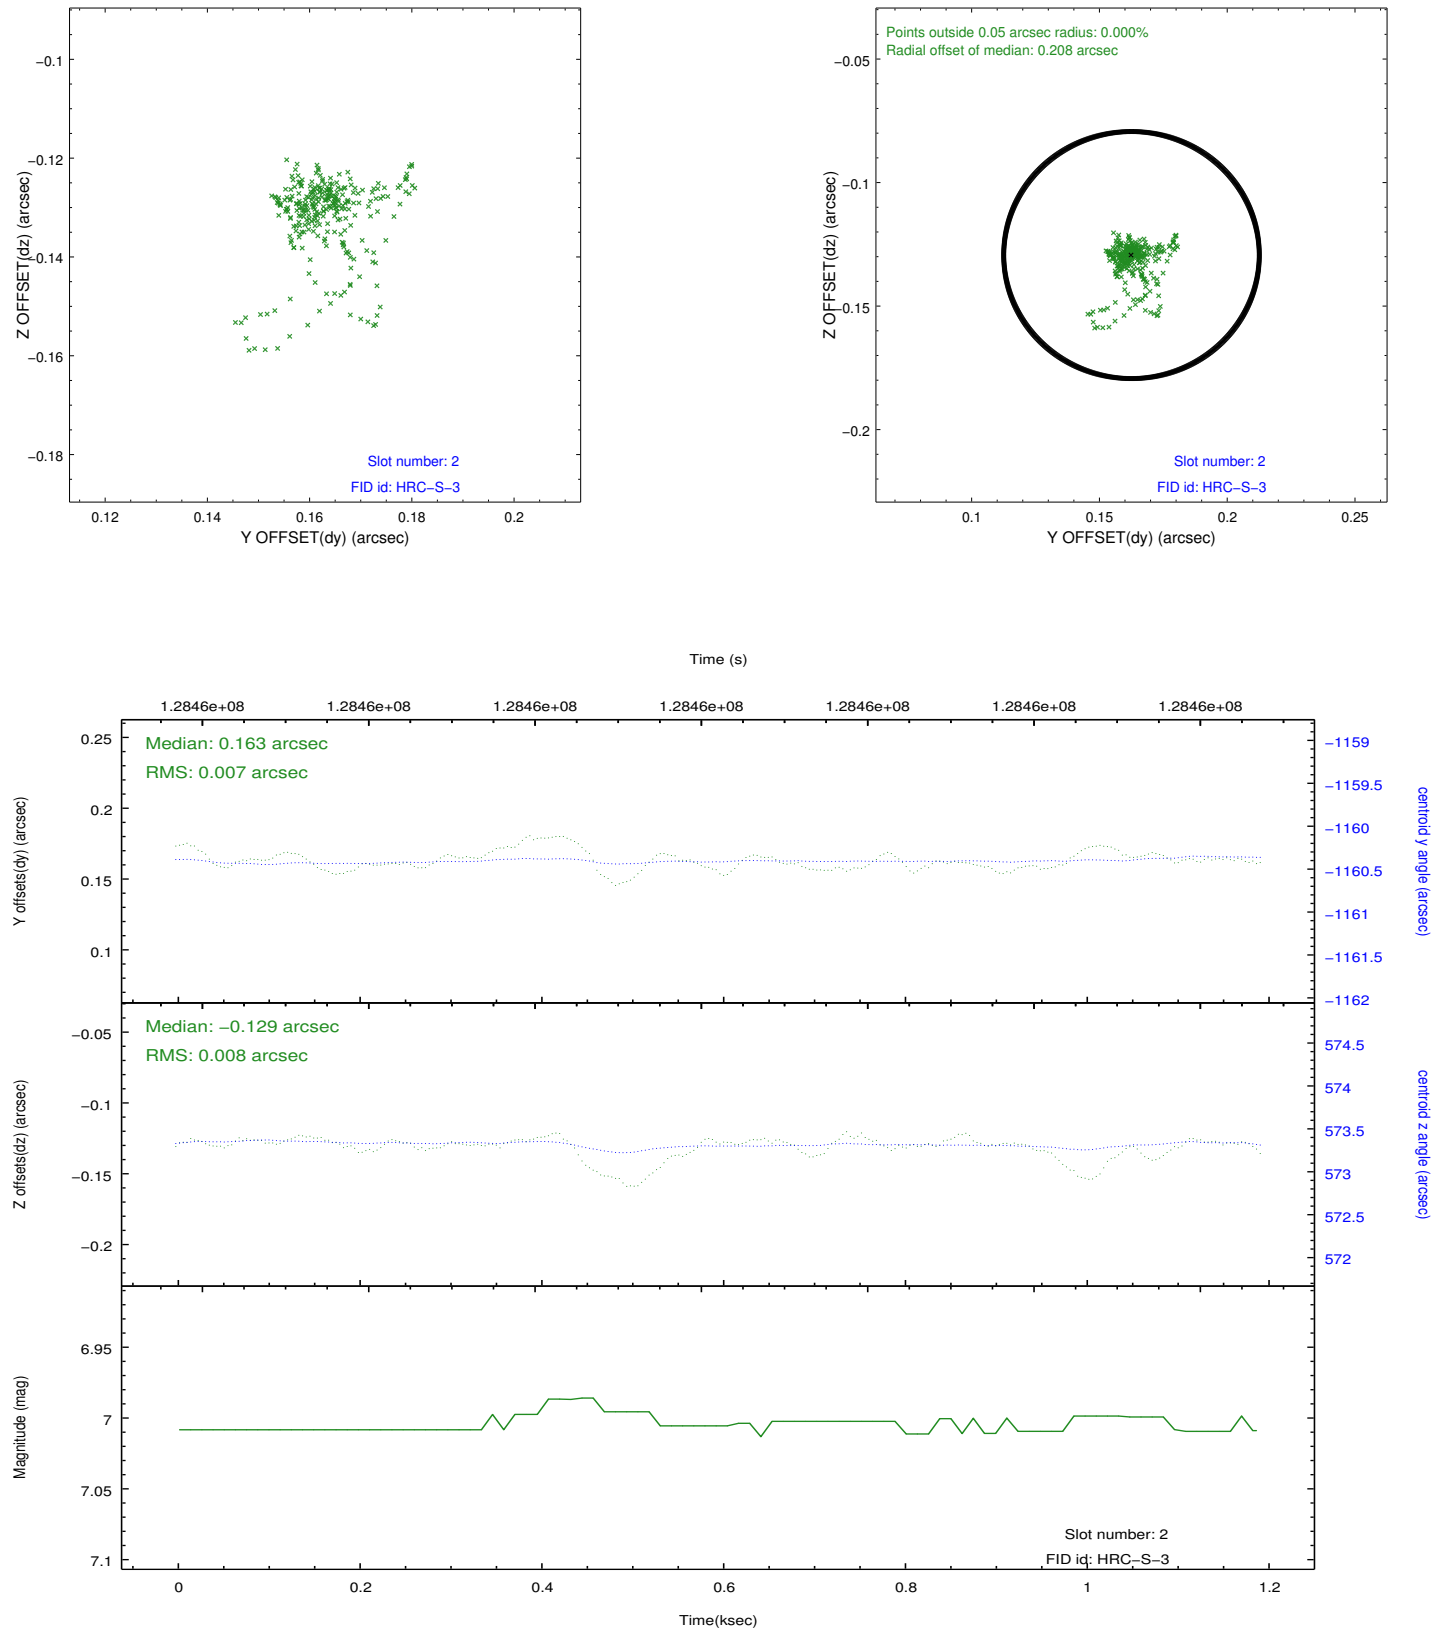 −0.1
−0.12
−0.14
−0.16
−0.18
Z OFFSET(dz) (arcsec)
Slot number: 2
FID id: HRC−S−3
0.12 0.14 0.16 0.18 0.2
Y OFFSET(dy) (arcsec)
Points outside 0.05 arcsec radius: 0.000%
Radial offset of median: 0.208 arcsec
−0.05
−0.1
−0.15
−0.2
Z OFFSET(dz) (arcsec)
Slot number: 2
FID id: HRC−S−3
0.1 0.15 0.2 0.25
Y OFFSET(dy) (arcsec)
Time (s)
1.2846e+08 1.2846e+08 1.2846e+08 1.2846e+08 1.2846e+08 1.2846e+08 1.2846e+08
Median: 0.163 arcsec
RMS: 0.007 arcsec
0.25
0.2
0.15
0.1
Y offsets(dy) (arcsec)
−1159
−1159.5
−1160
−1160.5
−1161
−1161.5
−1162
centroid y angle (arcsec)
Median: −0.129 arcsec
RMS: 0.008 arcsec
−0.05
−0.1
−0.15
−0.2
Z offsets(dz) (arcsec)
574.5
574
573.5
573
572.5
572
centroid z angle (arcsec)
6.95
7
7.05
7.1
Magnitude (mag)
Slot number: 2
FID id: HRC−S−3
0 0.2 0.4 0.6 0.8 1 1.2
Time(ksec)